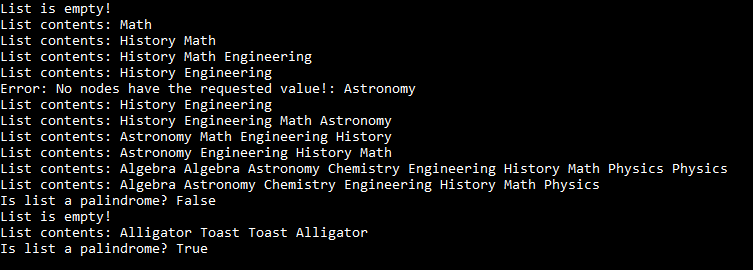 List is empty!
List contents: Math
List contents: History Math
List contents: History Math Engineering
List contents: History Engineering
Error: No nodes have the requested value!: Astronomy
List contents: History Engineering
List contents: History Engineering Math Astronomy
List contents: Astronomy Math Engineering History
List contents: Astronomy Engineering History Math
List contents: Algebra Algebra Astronomy Chemistry Engineering History Math Physics Physics
List contents: Algebra Astronomy Chemistry Engineering History Math Physics
Is list a palindrome? False
List is empty!
List contents: Alligator Toast Toast Alligator
Is list a palindrome? True